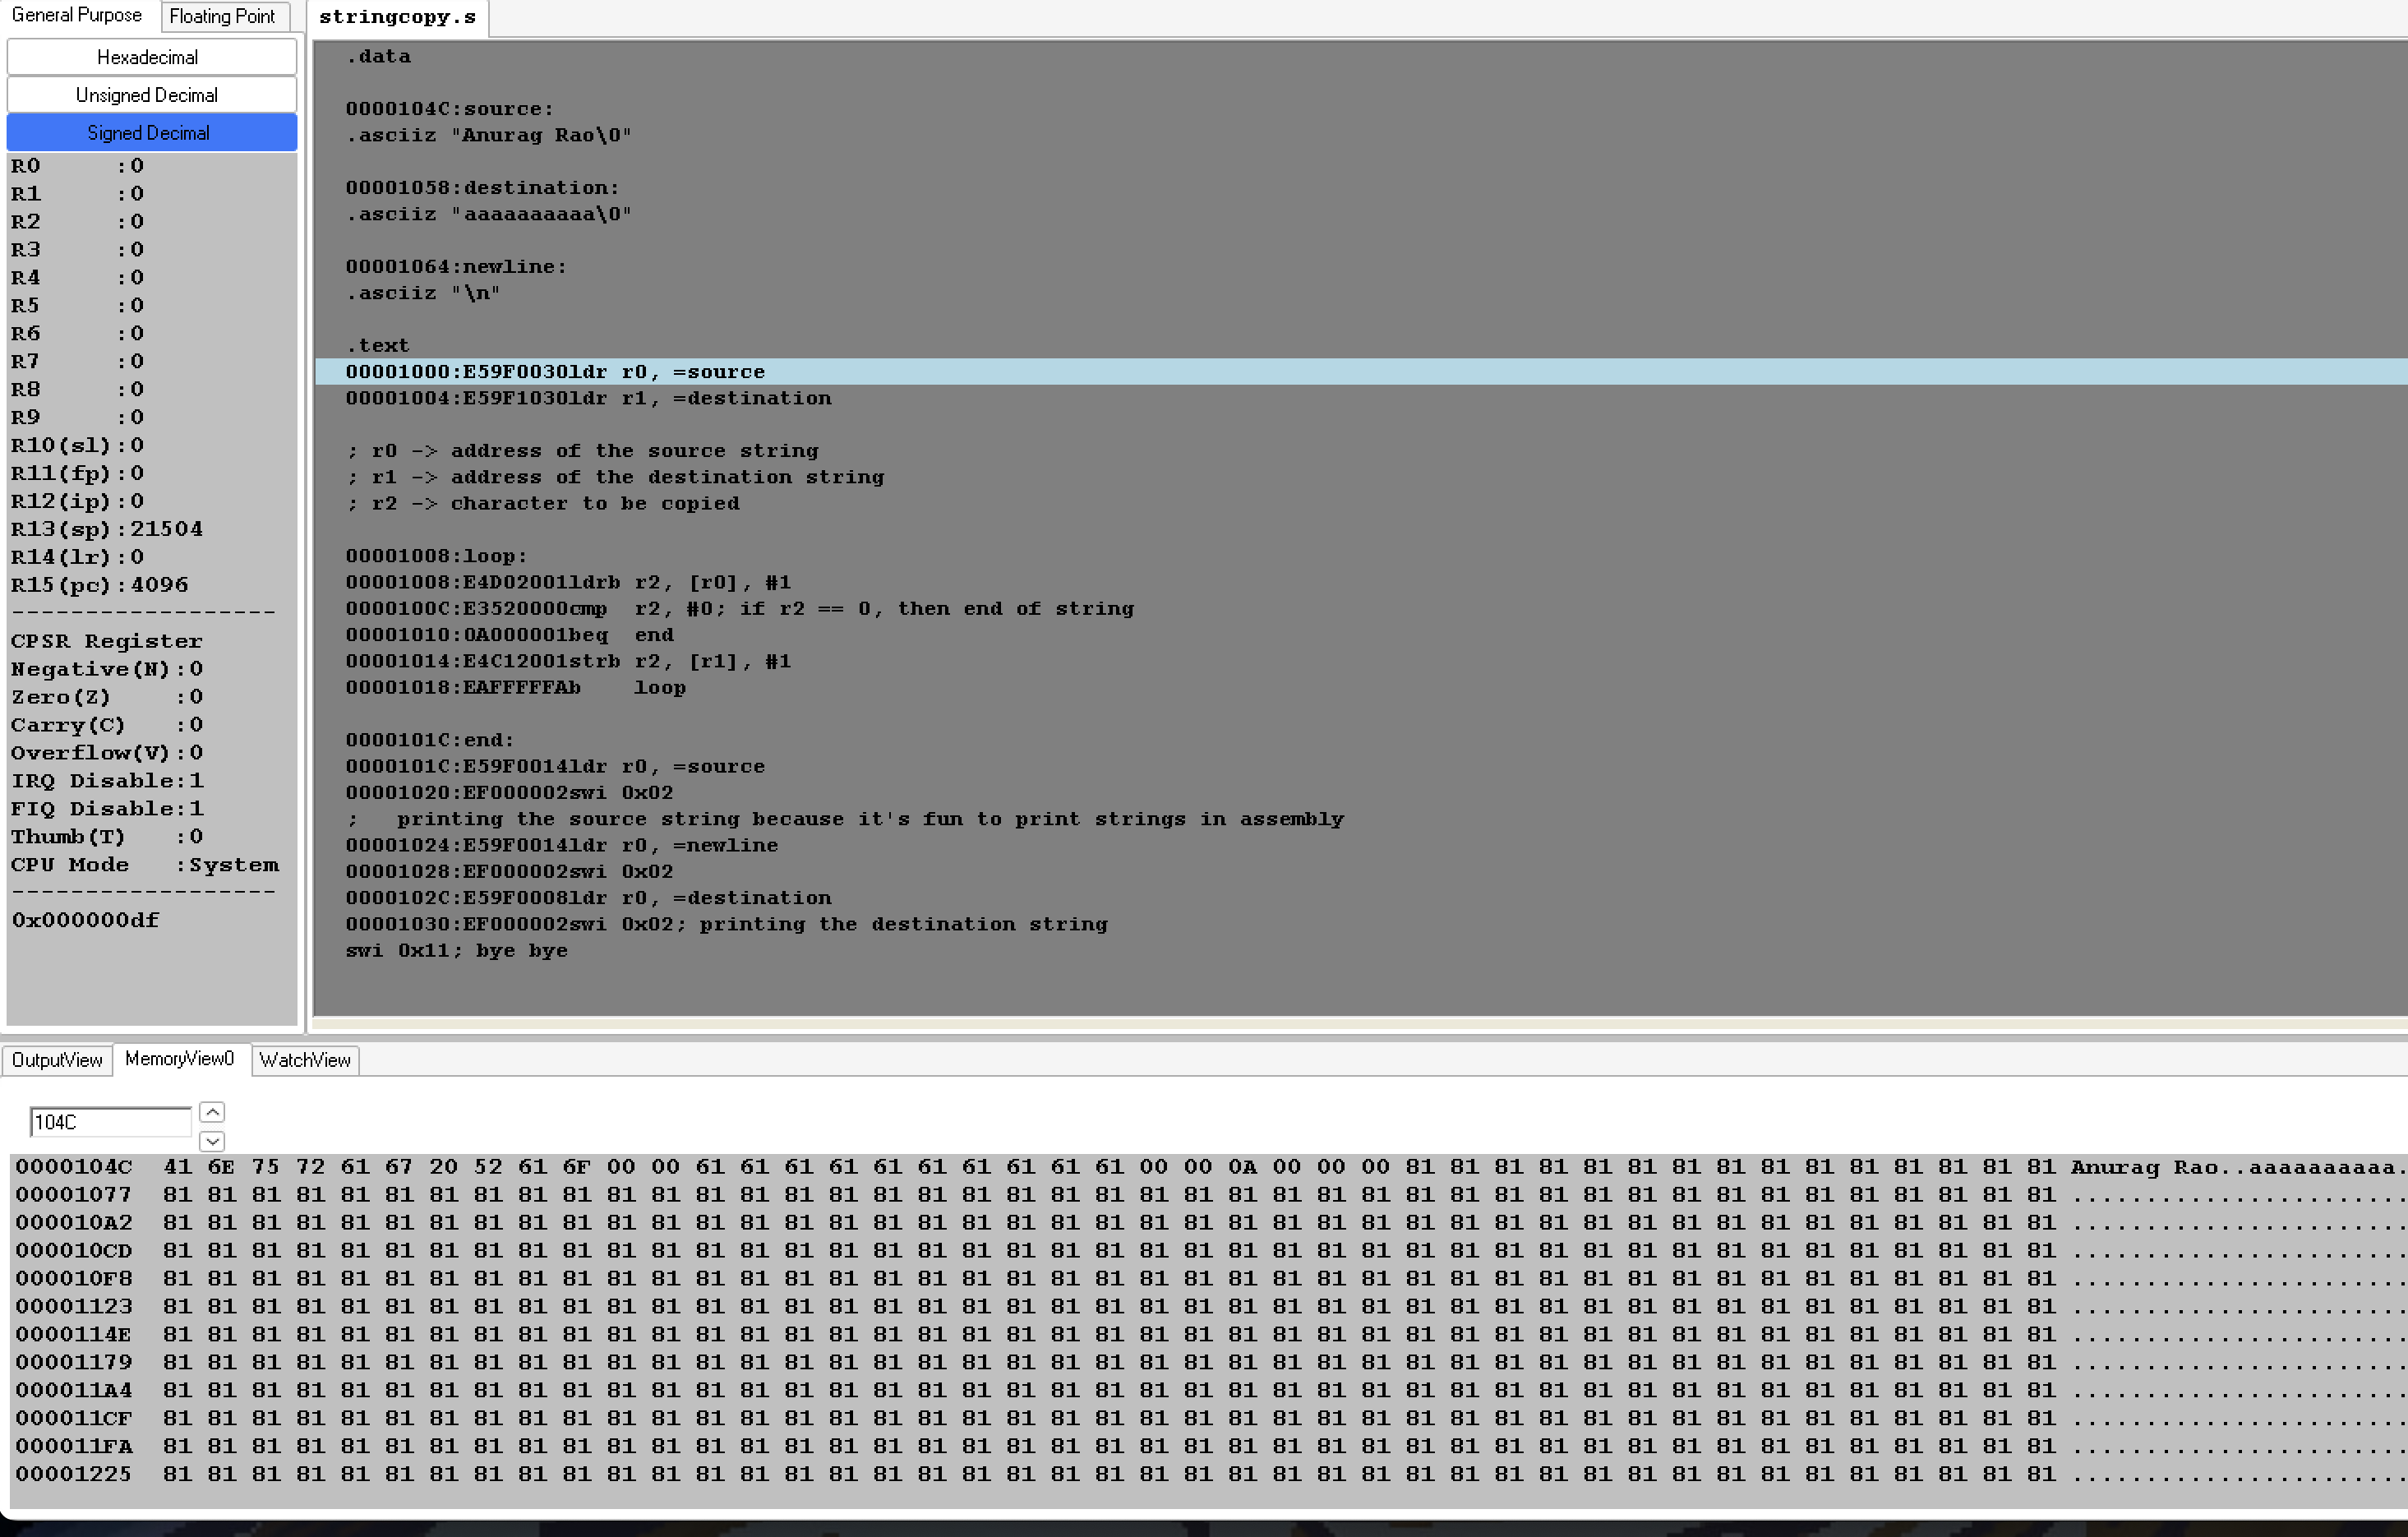 General Purpose
Floating Point
Hexadecimal
Unsigned Decimal
Signed Decimal
R0 :0
R1 :0
R2 :0
R3 :0
R4 :0
R5 :0
R6 :0
R7 :0
R8 :0
R9 :0
R10(sl):0
R11(fp):0
R12(ip):0
R13(sp):21504
R14(lr):0
R15(pc):4096
------------------
CPSR Register
Negative(N):0
Zero(Z) :0
Carry(C) :0
Overflow(V):0
IRQ Disable:1
FIQ Disable:1
Thumb(T) :0
CPU Mode :System
------------------
0x000000df
stringcopy.s
.data
0000104C:source:
.asciiz "Anurag Rao\0"
00001058:destination:
.asciiz "aaaaaaaaaa\0"
00001064:newline:
.asciiz "\n"
.text
00001000:E59F0030ldr r0, =source
00001004:E59F1030ldr r1, =destination
; r0 -> address of the source string
; r1 -> address of the destination string
; r2 -> character to be copied
00001008:loop:
00001008:E4D02001ldrb r2, [r0], #1
0000100C:E3520000cmp r2, #0; if r2 == 0, then end of string
00001010:0A000001beq end
00001014:E4C12001strb r2, [r1], #1
00001018:EAFFFFFAb loop
0000101C:end:
0000101C:E59F0014ldr r0, =source
00001020:EF000002swi 0x02
; printing the source string because it's fun to print strings in assembly
00001024:E59F0014ldr r0, =newline
00001028:EF000002swi 0x02
0000102C:E59F0008ldr r0, =destination
00001030:EF000002swi 0x02; printing the destination string
swi 0x11; bye bye
OutputView
MemoryView0
WatchView
104C
0000104C 41 6E 75 72 61 67 20 52 61 6F 00 00 61 61 61 61 61 61 61 61 61 61 00 00 0A 00 00 00 81 81 81 81 81 81 81 81 81 81 81 81 81 81 81 Anurag Rao..aaaaaaaaaa.
00001077 81 81 81 81 81 81 81 81 81 81 81 81 81 81 81 81 81 81 81 81 81 81 81 81 81 81 81 81 81 81 81 81 81 81 81 81 81 81 81 81 81 81 81 .......................
000010A2 81 81 81 81 81 81 81 81 81 81 81 81 81 81 81 81 81 81 81 81 81 81 81 81 81 81 81 81 81 81 81 81 81 81 81 81 81 81 81 81 81 81 81 .......................
000010CD 81 81 81 81 81 81 81 81 81 81 81 81 81 81 81 81 81 81 81 81 81 81 81 81 81 81 81 81 81 81 81 81 81 81 81 81 81 81 81 81 81 81 81 .......................
000010F8 81 81 81 81 81 81 81 81 81 81 81 81 81 81 81 81 81 81 81 81 81 81 81 81 81 81 81 81 81 81 81 81 81 81 81 81 81 81 81 81 81 81 81 .......................
00001123 81 81 81 81 81 81 81 81 81 81 81 81 81 81 81 81 81 81 81 81 81 81 81 81 81 81 81 81 81 81 81 81 81 81 81 81 81 81 81 81 81 81 81 .......................
0000114E 81 81 81 81 81 81 81 81 81 81 81 81 81 81 81 81 81 81 81 81 81 81 81 81 81 81 81 81 81 81 81 81 81 81 81 81 81 81 81 81 81 81 81 .......................
00001179 81 81 81 81 81 81 81 81 81 81 81 81 81 81 81 81 81 81 81 81 81 81 81 81 81 81 81 81 81 81 81 81 81 81 81 81 81 81 81 81 81 81 81 .......................
000011A4 81 81 81 81 81 81 81 81 81 81 81 81 81 81 81 81 81 81 81 81 81 81 81 81 81 81 81 81 81 81 81 81 81 81 81 81 81 81 81 81 81 81 81 .......................
000011CF 81 81 81 81 81 81 81 81 81 81 81 81 81 81 81 81 81 81 81 81 81 81 81 81 81 81 81 81 81 81 81 81 81 81 81 81 81 81 81 81 81 81 81 .......................
000011FA 81 81 81 81 81 81 81 81 81 81 81 81 81 81 81 81 81 81 81 81 81 81 81 81 81 81 81 81 81 81 81 81 81 81 81 81 81 81 81 81 81 81 81 .......................
00001225 81 81 81 81 81 81 81 81 81 81 81 81 81 81 81 81 81 81 81 81 81 81 81 81 81 81 81 81 81 81 81 81 81 81 81 81 81 81 81 81 81 81 81 .......................